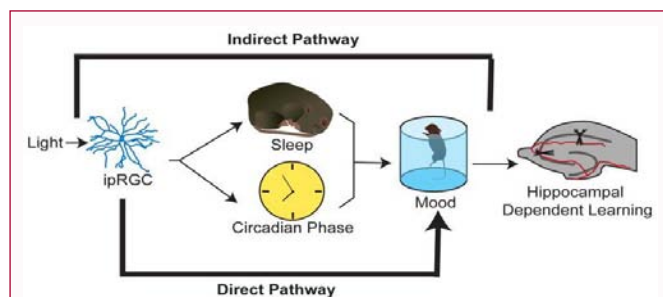 Indirect Pathway
Light
ipRGC
Sleep
Circadian Phase
Mood
Hippocampal
Dependent Learning
Direct Pathway